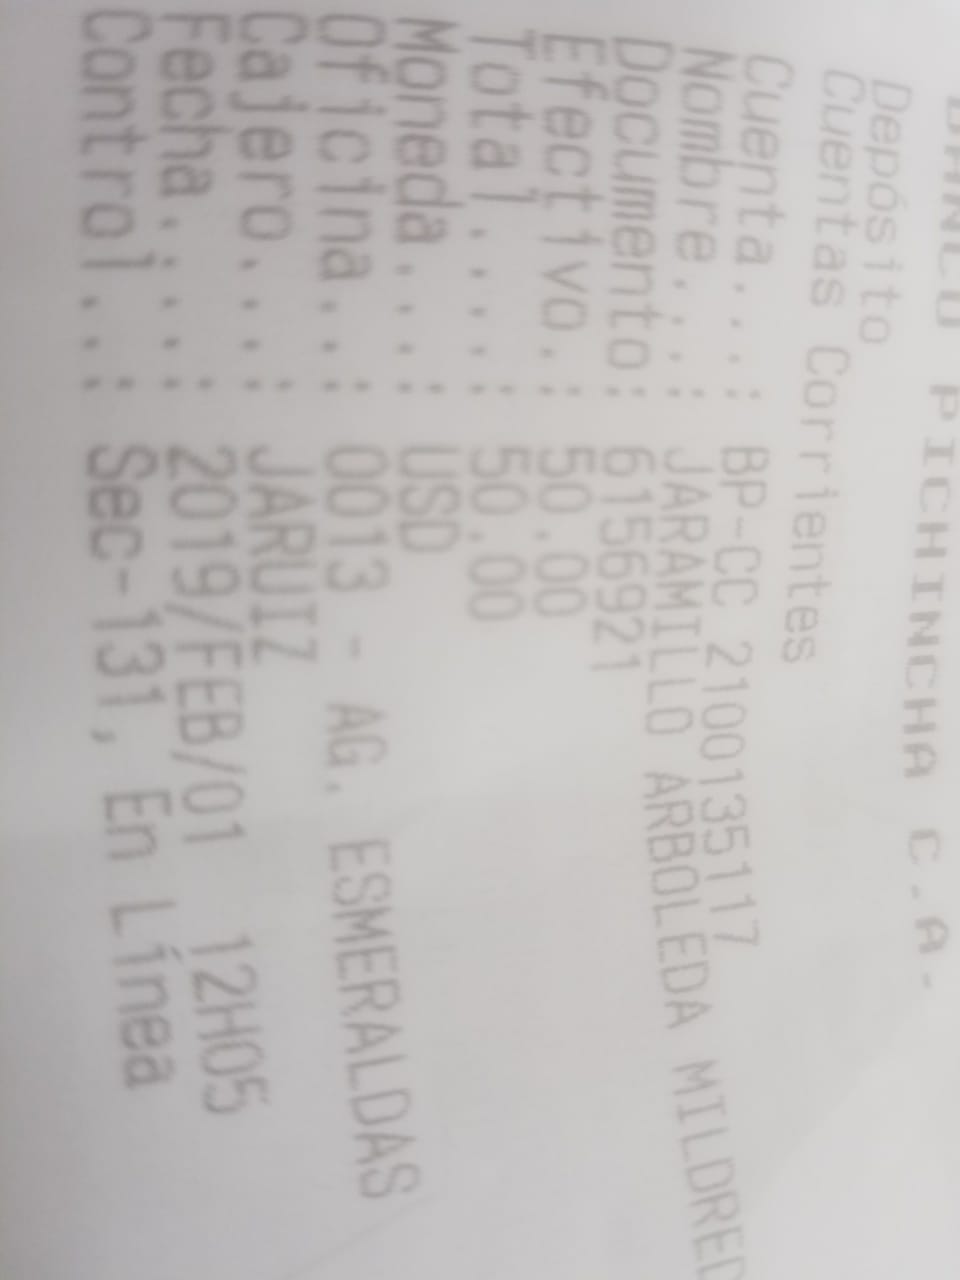 BANCO PICHINCHA C.A.
Depósito
Cuentas Corrientes
Cuenta...: BP-CC 2100135117
Nombre...: JARAMILLO ARBOLEDA MILDRED
Documento: 6156921
Efectivo.: 50.00
Total....: 50.00
Moneda...: USD
Oficina..: 0013 - AG. ESMERALDAS
Cajero...: JARUIZ
Fecha....: 2019/FEB/01 12H05
Control..: Sec-131, En Línea